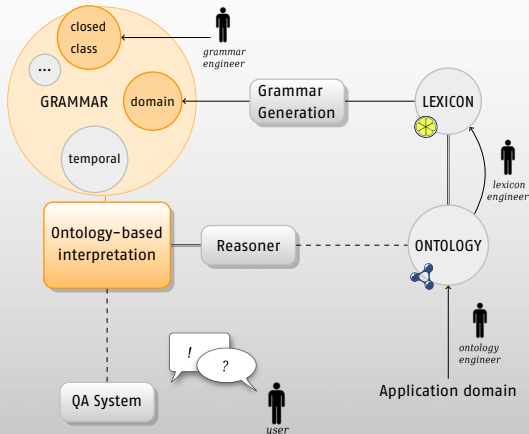 closed
class
grammar
engineer
...
GRAMMAR
domain
Grammar
Generation
LEXICON
temporal
lexicon
engineer
Ontology-based
interpretation
Reasoner
ONTOLOGY
!
?
ontology
engineer
QA System
Application domain
user